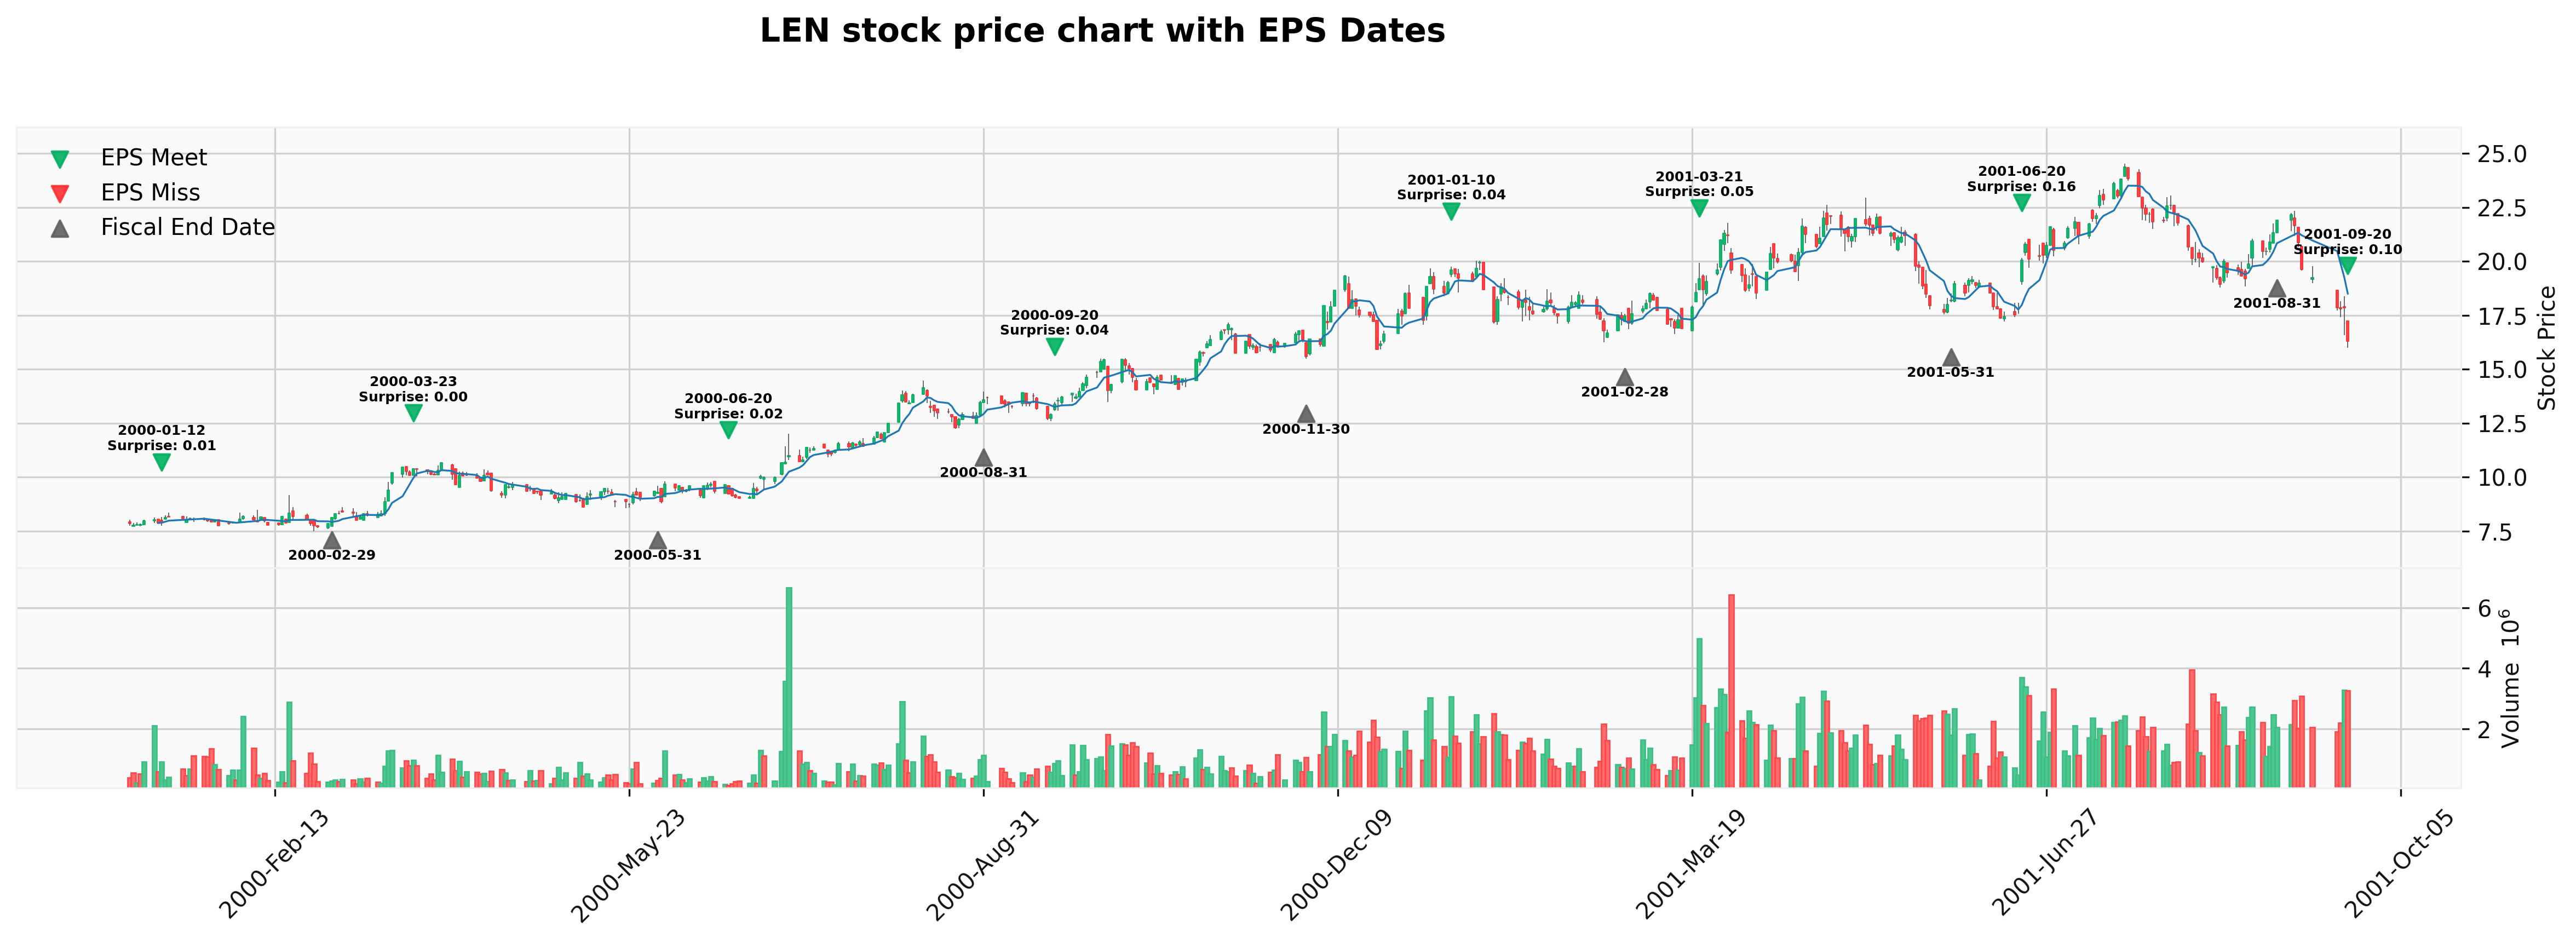 LEN stock price chart with EPS Dates
EPS Meet
EPS Miss
Fiscal End Date
2000-01-12
Surprise: 0.01
2000-02-29
2000-03-23
Surprise: 0.00
2000-05-31
2000-06-20
Surprise: 0.02
2000-08-31
2000-09-20
Surprise: 0.04
2000-11-30
2001-01-10
Surprise: 0.04
2001-02-28
2001-03-21
Surprise: 0.05
2001-05-31
2001-06-20
Surprise: 0.16
2001-08-31
2001-09-20
Surprise: 0.10
25.0
22.5
20.0
17.5
15.0
12.5
10.0
7.5
Stock Price
6
4
2
Volume 10⁶
2000-Feb-13
2000-May-23
2000-Aug-31
2000-Dec-09
2001-Mar-19
2001-Jun-27
2001-Oct-05